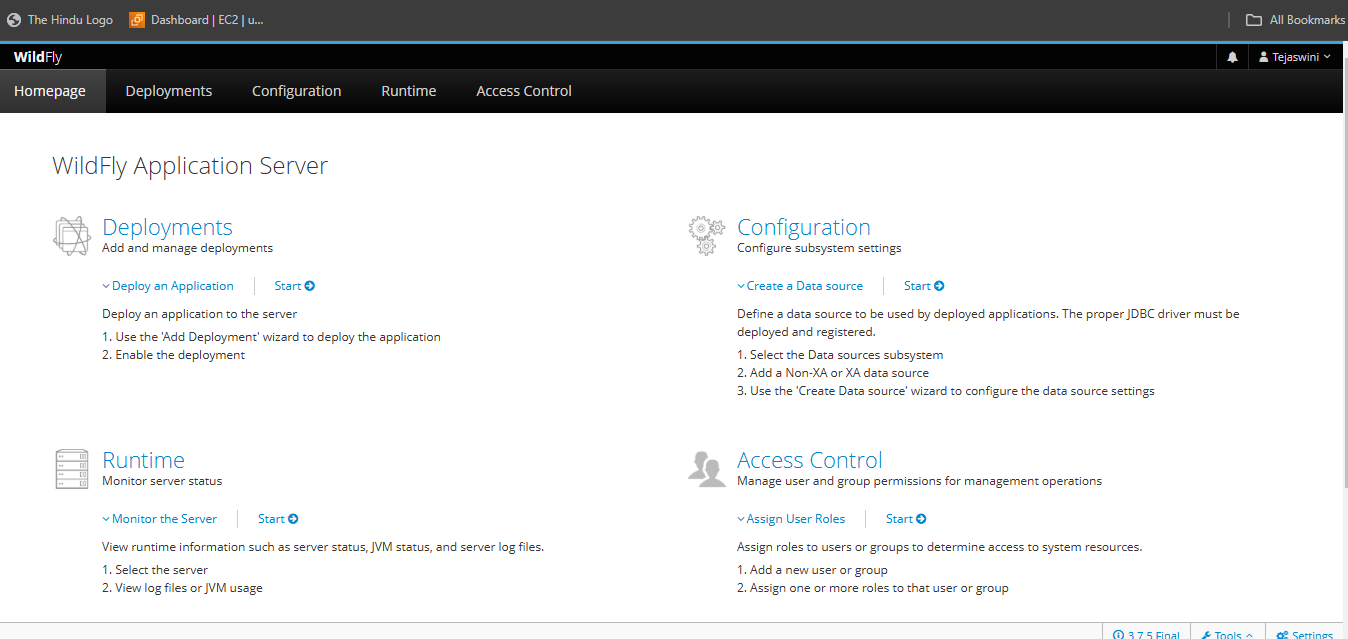 The Hindu Logo Dashboard | EC2 | u... All Bookmarks
WildFly Tejaswini
Homepage Deployments Configuration Runtime Access Control
WildFly Application Server
Deployments
Add and manage deployments
Deploy an Application Start
Deploy an application to the server
1. Use the 'Add Deployment' wizard to deploy the application
2. Enable the deployment
Configuration
Configure subsystem settings
Create a Data source Start
Define a data source to be used by deployed applications. The proper JDBC driver must be
deployed and registered.
1. Select the Data sources subsystem
2. Add a Non-XA or XA data source
3. Use the 'Create Data source' wizard to configure the data source settings
Runtime
Monitor server status
Monitor the Server Start
View runtime information such as server status, JVM status, and server log files.
1. Select the server
2. View log files or JVM usage
Access Control
Manage user and group permissions for management operations
Assign User Roles Start
Assign roles to users or groups to determine access to system resources.
1. Add a new user or group
2. Assign one or more roles to that user or group
3.7.5.Final Tools Settings